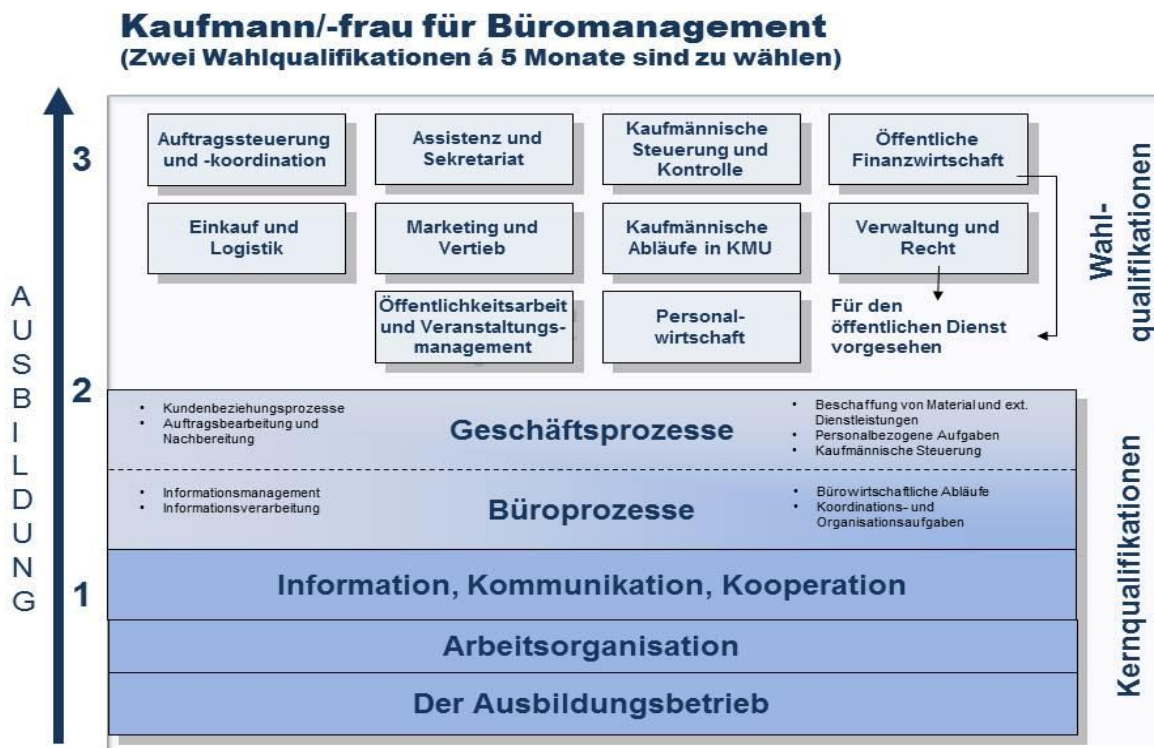 Kaufmann/-frau für Büromanagement
(Zwei Wahlqualifikationen á 5 Monate sind zu wählen)
AUSBILDUNG
3
2
1
Auftragssteuerung
und -koordination
Assistenz und
Sekretariat
Kaufmännische
Steuerung und
Kontrolle
Öffentliche
Finanzwirtschaft
Einkauf und
Logistik
Marketing und
Vertieb
Kaufmännische
Abläufe in KMU
Verwaltung und
Recht
Öffentlichkeitsarbeit
und Veranstaltungs-
management
Personal-
wirtschaft
Für den
öffentlichen Dienst
vorgesehen
Wahl-
qualifikationen
• Kundenbeziehungsprozesse
• Auftragsbearbeitung und
Nachbereitung
Geschäftsprozesse
• Beschaffung von Material und ext.
Dienstleistungen
• Personalbezogene Aufgaben
• Kaufmännische Steuerung
• Informationsmanagement
• Informationsverarbeitung
Büroprozesse
• Bürowirtschaftliche Abläufe
• Koordinations- und
Organisationsaufgaben
Information, Kommunikation, Kooperation
Arbeitsorganisation
Der Ausbildungsbetrieb
Kernqualifikationen